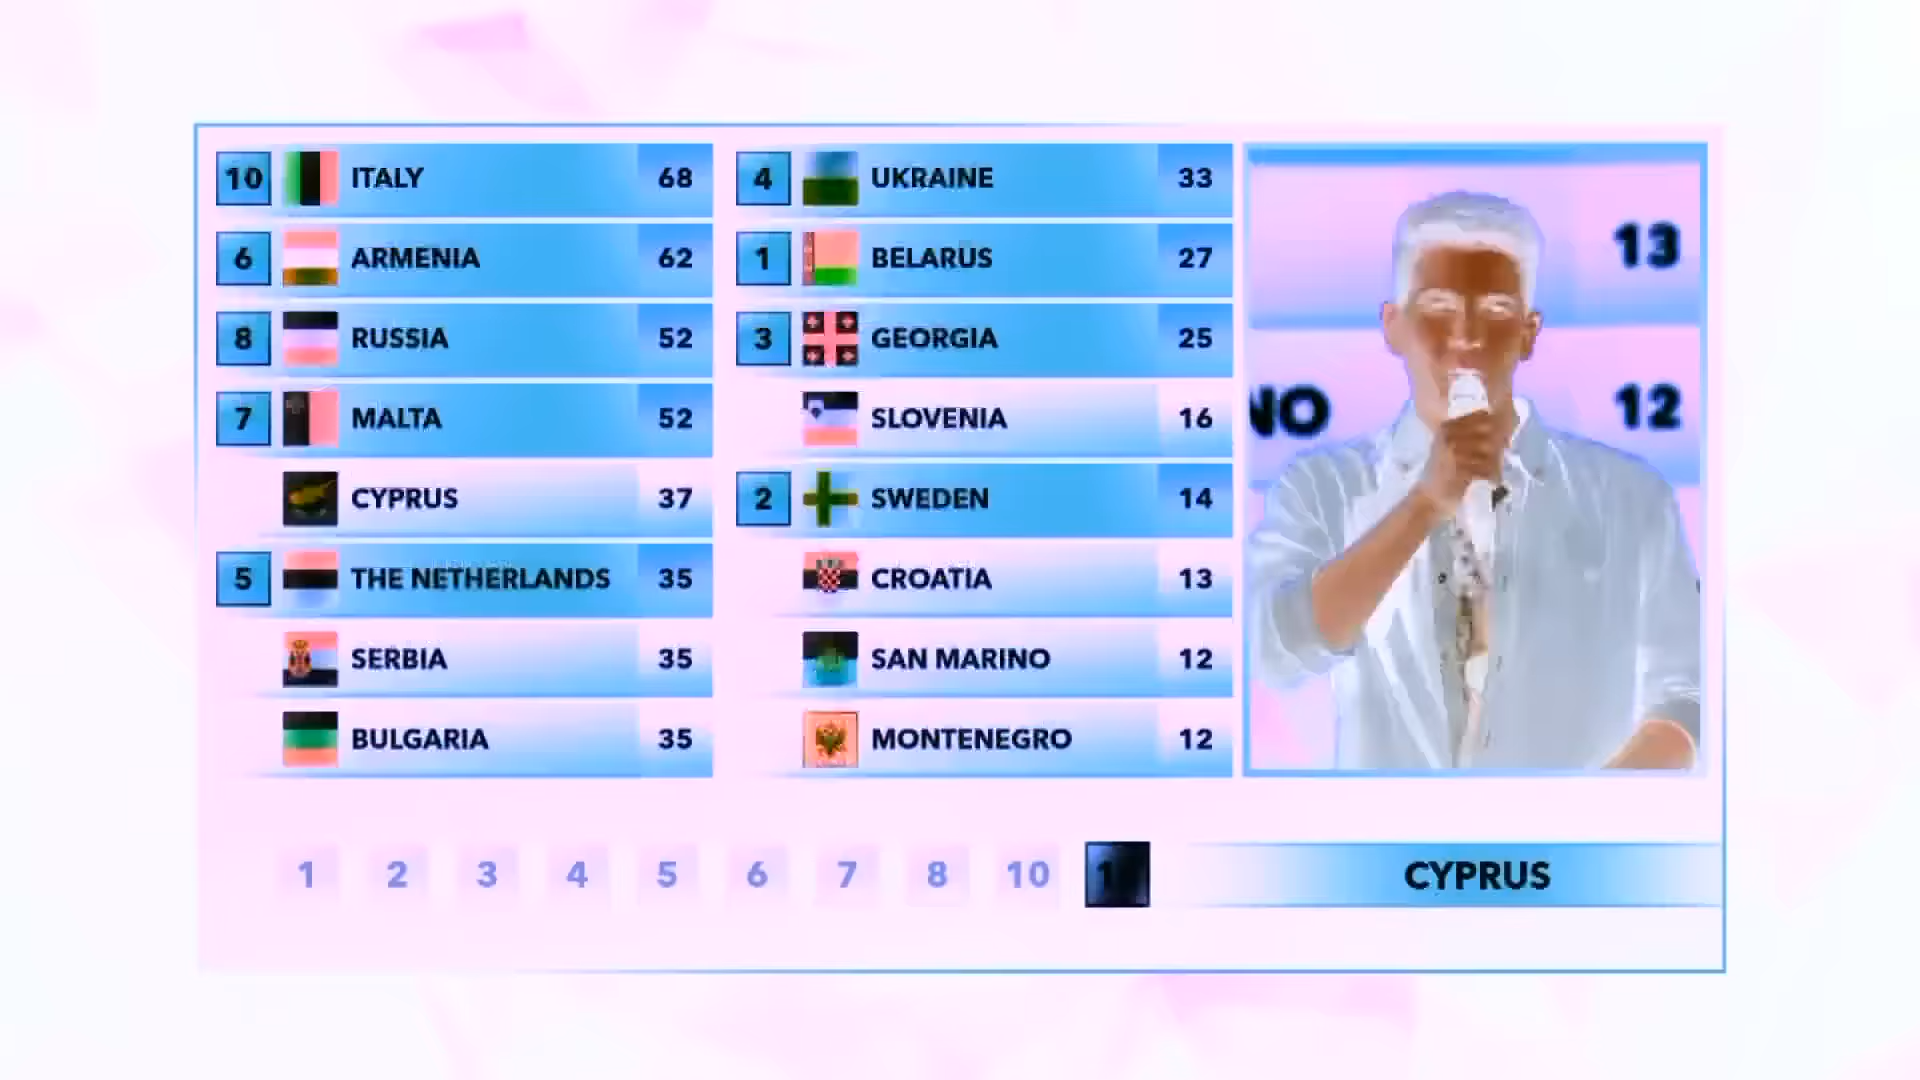 10 ITALY 68
6 ARMENIA 62
8 RUSSIA 52
7 MALTA 52
CYPRUS 37
5 THE NETHERLANDS 35
SERBIA 35
BULGARIA 35
4 UKRAINE 33
1 BELARUS 27
3 GEORGIA 25
SLOVENIA 16
2 SWEDEN 14
CROATIA 13
SAN MARINO 12
MONTENEGRO 12
13
NO 12
1 2 3 4 5 6 7 8 10
CYPRUS